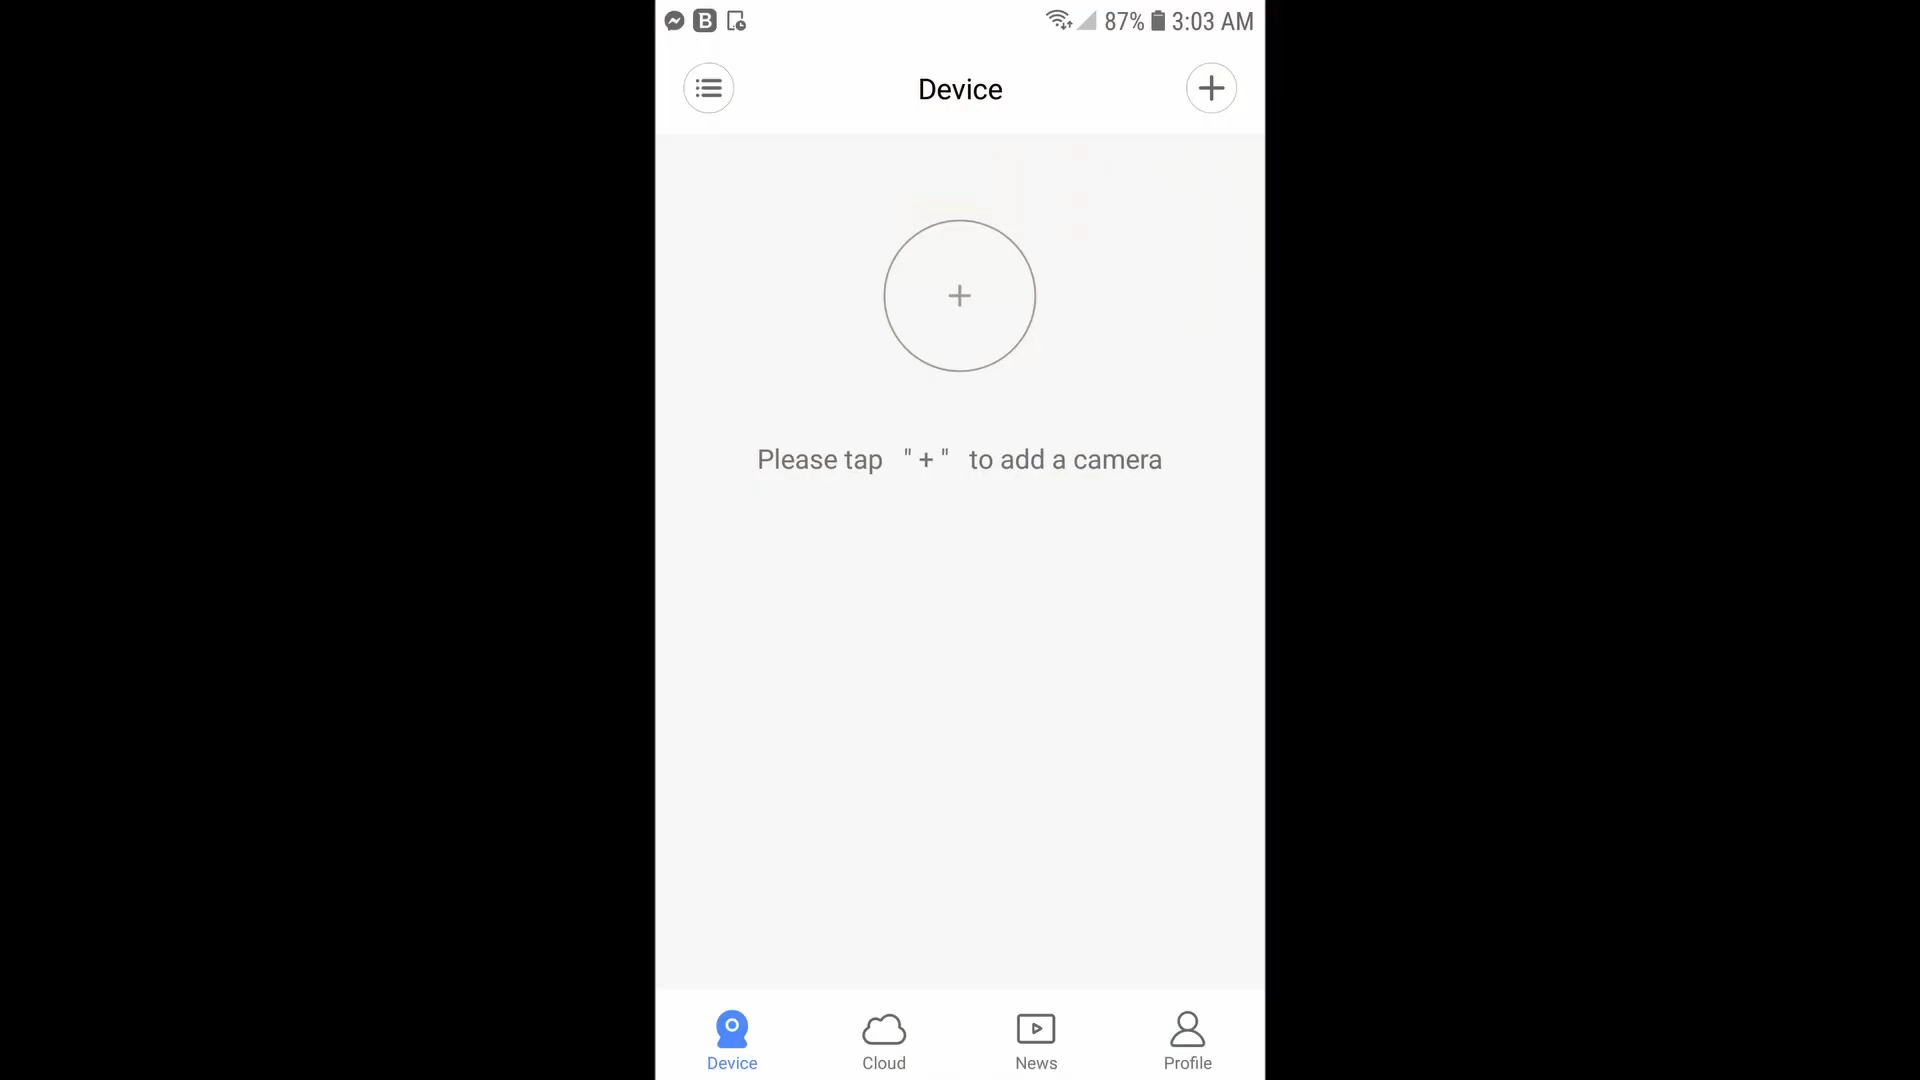 87% 3:03 AM
Device
Please tap "+" to add a camera
Device
Cloud
News
Profile